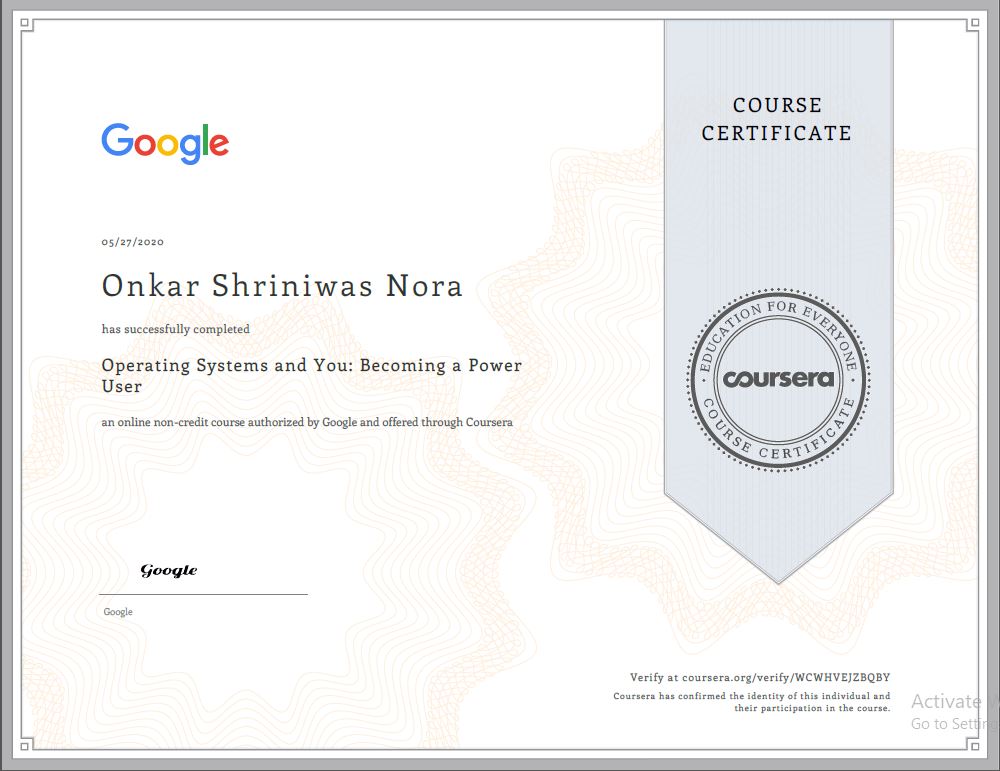 COURSE
CERTIFICATE
Google
05/27/2020
Onkar Shriniwas Nora
has successfully completed
Operating Systems and You: Becoming a Power
User
an online non-credit course authorized by Google and offered through Coursera
EDUCATION FOR EVERYONE
coursera
COURSE CERTIFICATE
Google
Google
Verify at coursera.org/verify/WCWHVEJZBQBY
Coursera has confirmed the identity of this individual and
their participation in the course.
Activate
Go to